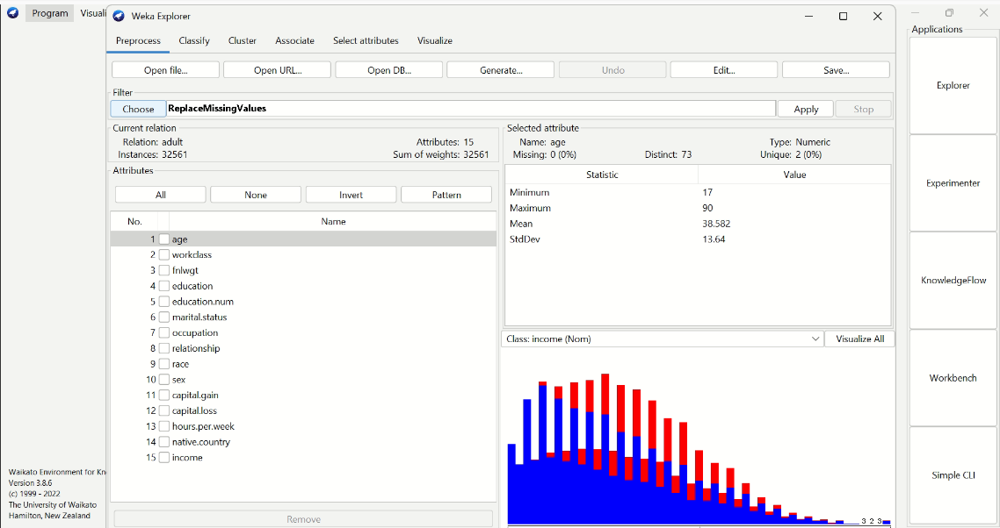 Program Visuali
Weka Explorer
Preprocess Classify Cluster Associate Select attributes Visualize
Open file... Open URL... Open DB... Generate... Undo Edit... Save...
Filter
Choose ReplaceMissingValues Apply Stop
Current relation
Relation: adult Attributes: 15
Instances: 32561 Sum of weights: 32561
Attributes
All None Invert Pattern
No. Name
1 age
2 workclass
3 fnlwgt
4 education
5 education.num
6 marital.status
7 occupation
8 relationship
9 race
10 sex
11 capital.gain
12 capital.loss
13 hours.per.week
14 native.country
15 income
Remove
Selected attribute
Name: age Type: Numeric
Missing: 0 (0%) Distinct: 73 Unique: 2 (0%)
Statistic Value
Minimum 17
Maximum 90
Mean 38.582
StdDev 13.64
Class: income (Nom) Visualize All
3 2 3
Applications
Explorer
Experimenter
KnowledgeFlow
Workbench
Simple CLI
Waikato Environment for Kn
Version 3.8.6
(c) 1999 - 2022
The University of Waikato
Hamilton, New Zealand